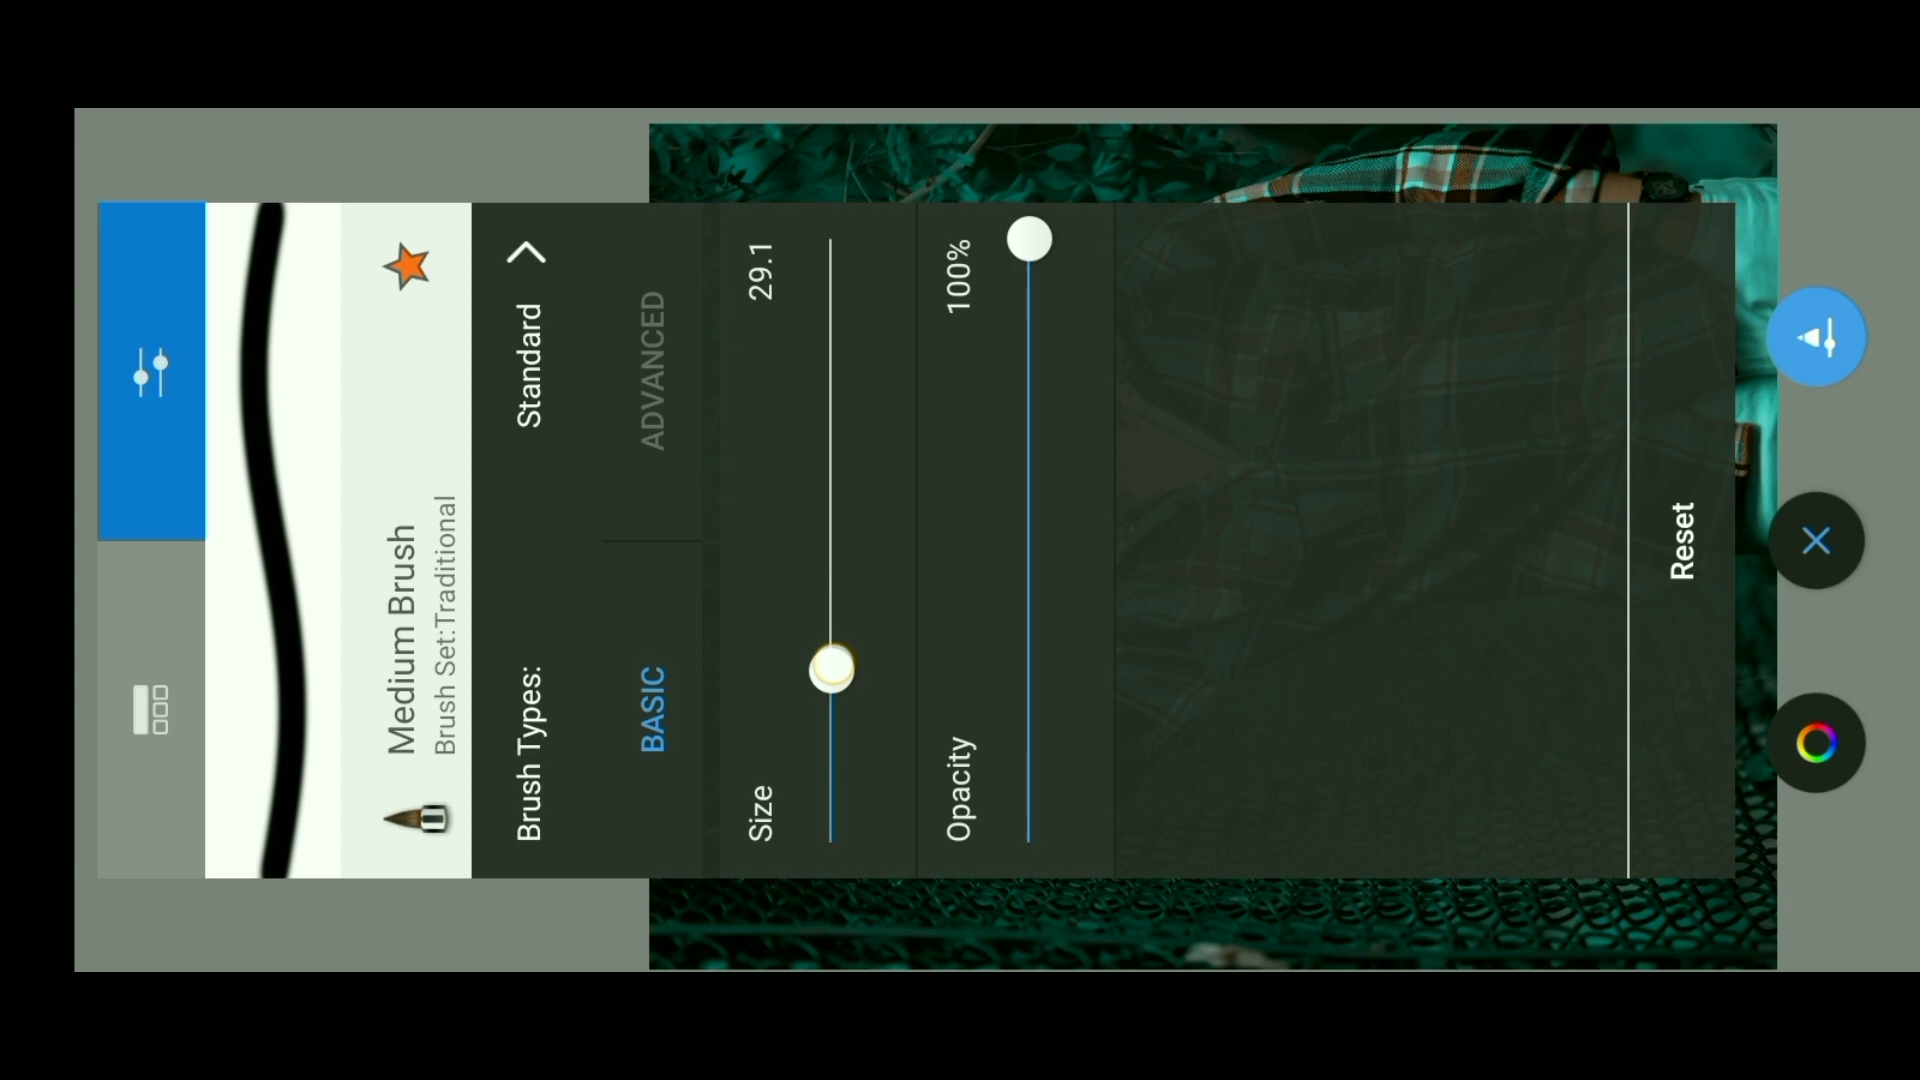 Medium Brush
Brush Set:Traditional
Brush Types: Standard
BASIC ADVANCED
Size 29.1
Opacity 100%
Reset